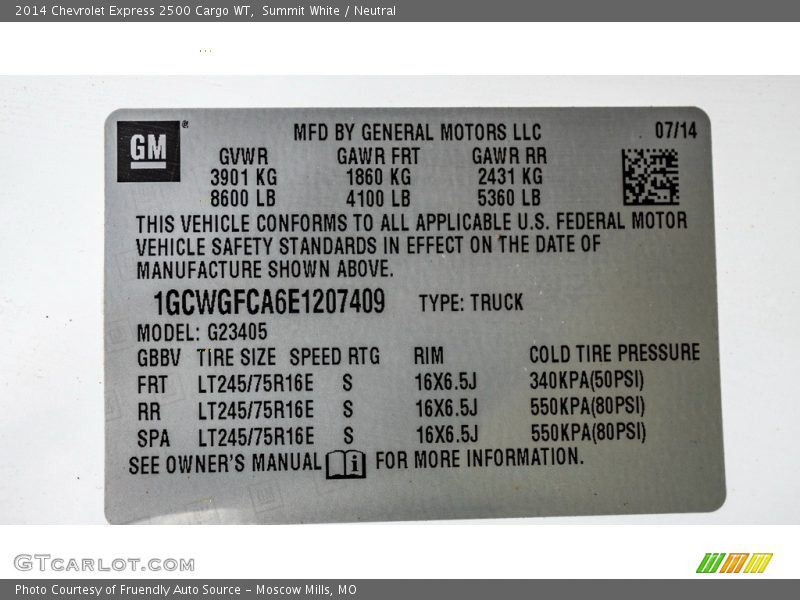 2014 Chevrolet Express 2500 Cargo WT,  Summit White / Neutral
GM ®
MFD BY GENERAL MOTORS LLC 07/14
GVWR GAWR FRT GAWR RR
3901 KG 1860 KG 2431 KG
8600 LB 4100 LB 5360 LB
THIS VEHICLE CONFORMS TO ALL APPLICABLE U.S. FEDERAL MOTOR
VEHICLE SAFETY STANDARDS IN EFFECT ON THE DATE OF
MANUFACTURE SHOWN ABOVE.
1GCWGFCA6E1207409 TYPE: TRUCK
MODEL: G23405
GBBV TIRE SIZE SPEED RTG RIM COLD TIRE PRESSURE
FRT LT245/75R16E S 16X6.5J 340KPA(50PSI)
RR LT245/75R16E S 16X6.5J 550KPA(80PSI)
SPA LT245/75R16E S 16X6.5J 550KPA(80PSI)
SEE OWNER'S MANUAL i FOR MORE INFORMATION.
GTcarlot.com
Photo Courtesy of Fruendly Auto Source - Moscow Mills, MO